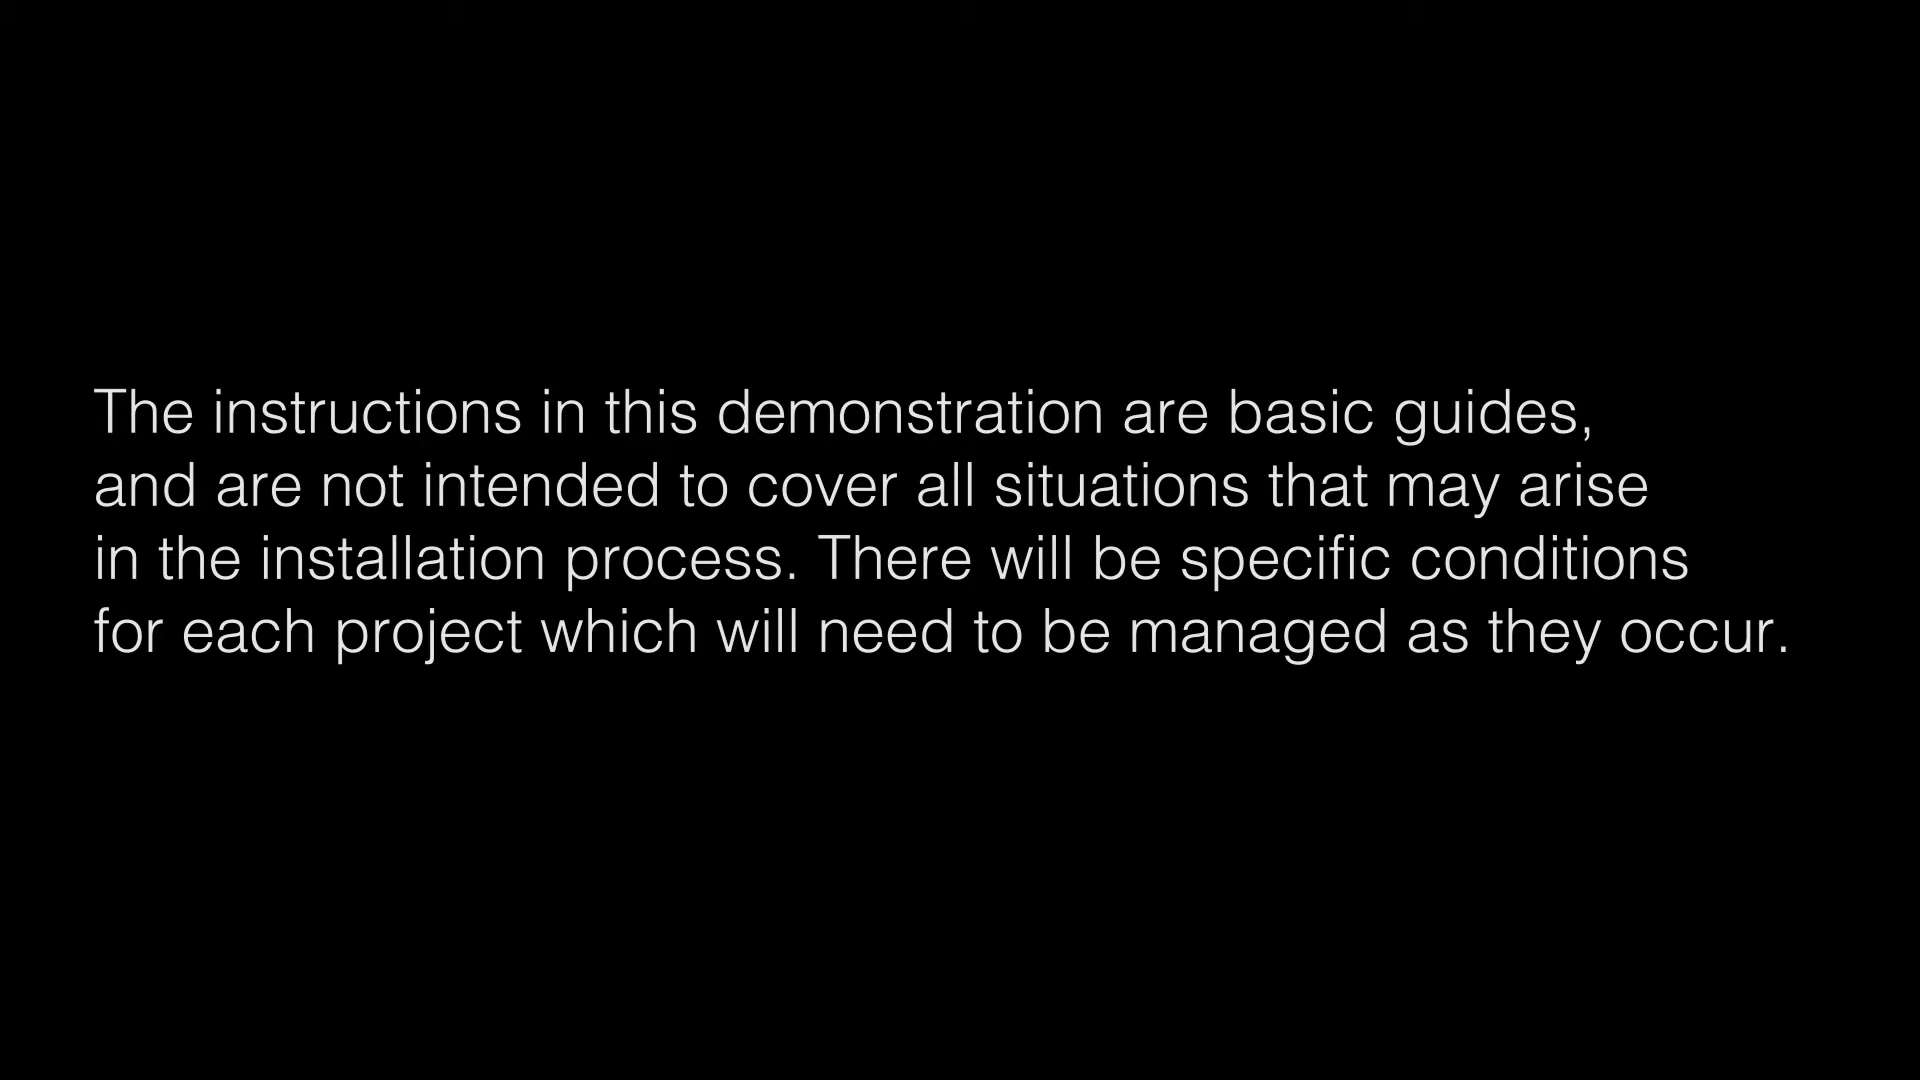 The instructions in this demonstration are basic guides,
and are not intended to cover all situations that may arise
in the installation process. There will be specific conditions
for each project which will need to be managed as they occur.